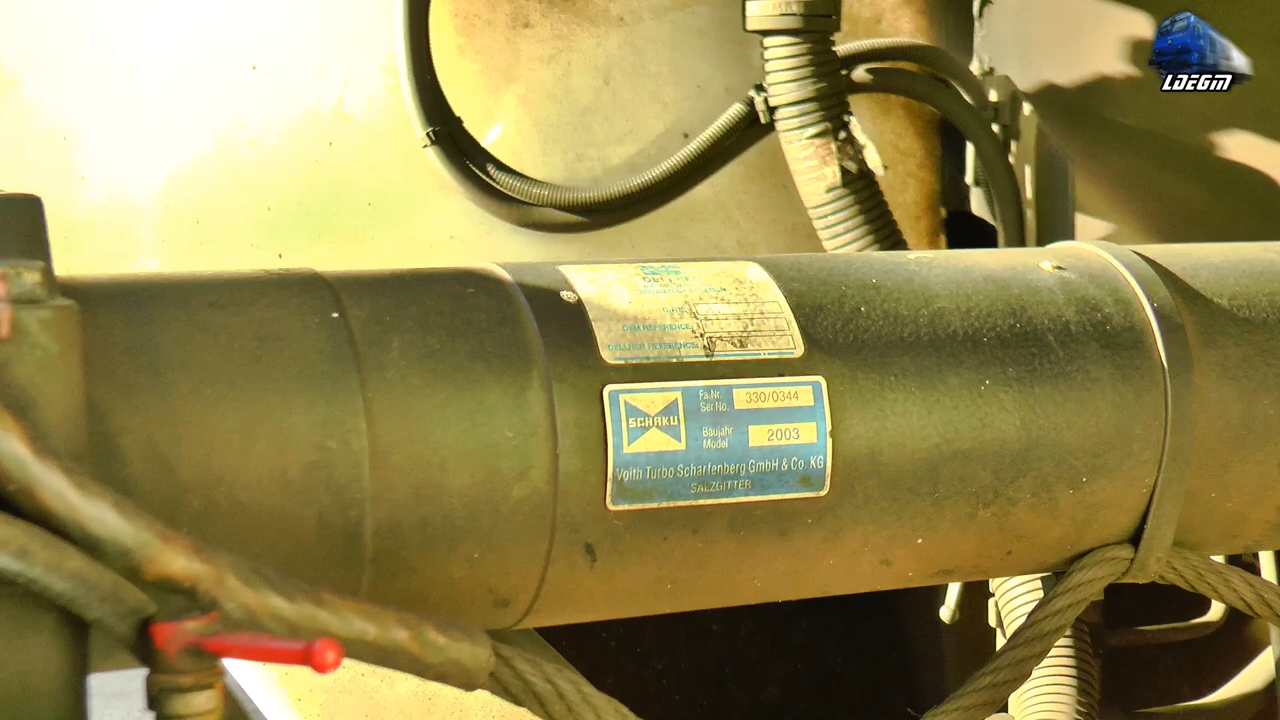 LDEGM
OEM REFERENCE:
DELLNER REFERENCE:
SCHAKU
Fa.Nr. 330/0344
Ser.No.
Baujahr 2003
Model
Voith Turbo Scharfenberg GmbH & Co. KG
SALZGITTER